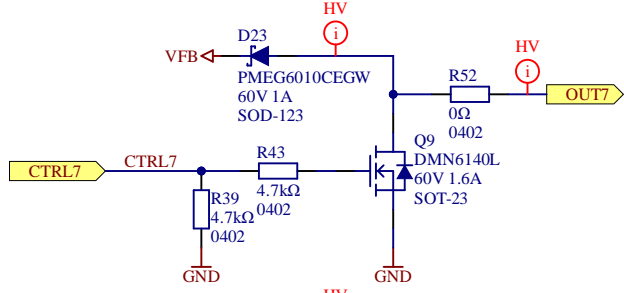 HV
D23
i
VFB
PMEG6010CEGW
60V 1A
SOD-123
HV
i
R52
OUT7
0Ω
0402
Q9
DMN6140L
60V 1.6A
SOT-23
CTRL7
CTRL7
R43
4.7kΩ
0402
R39
4.7kΩ
0402
GND
GND
HV